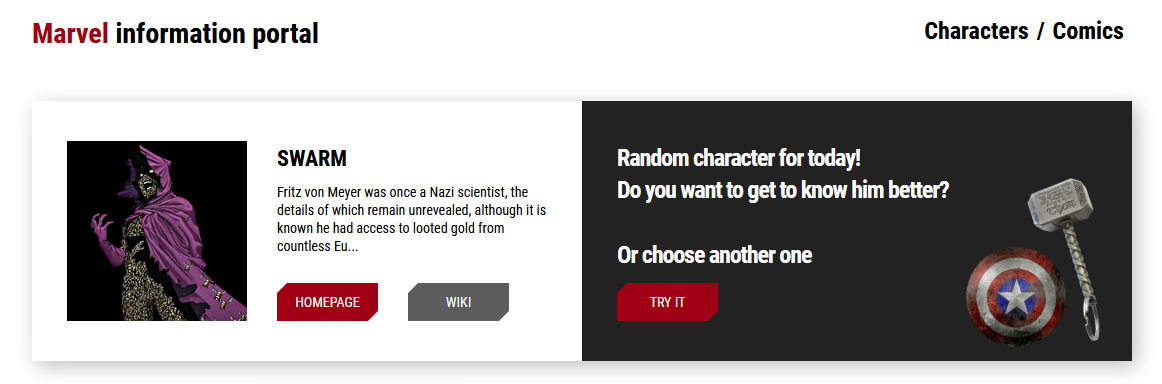 Marvel information portal
Characters / Comics
SWARM
Fritz von Meyer was once a Nazi scientist, the
details of which remain unrevealed, although it is
known he had access to looted gold from
countless Eu...
HOMEPAGE
WIKI
Random character for today!
Do you want to get to know him better?
Or choose another one
TRY IT